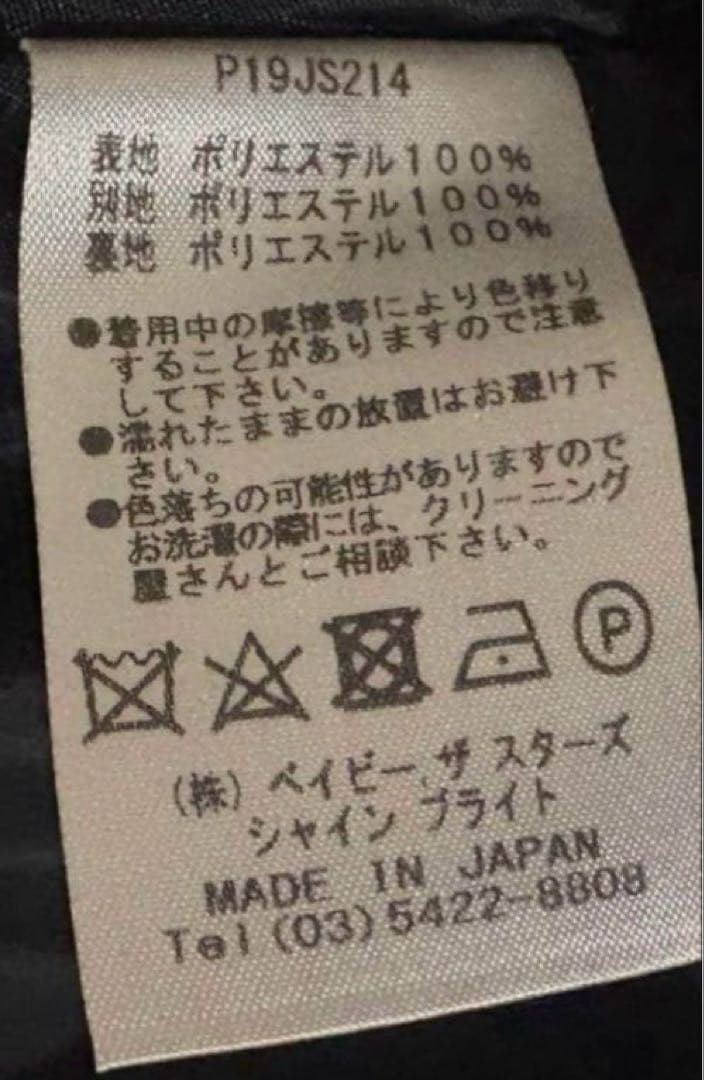 P19JS214
表地 ポリエステル100%
別地 ポリエステル100%
裏地 ポリエステル100%
●着用中の摩擦等により色移り
することがありますので注意
して下さい。
●濡れたままの放置はお避け下
さい。
●色落ちの可能性がありますので
お洗濯の際には、クリーニング
屋さんとご相談下さい。
P
(株) ベイビー,ザ スターズ
シャイン ブライト
MADE IN JAPAN
Tel(03)5422-8808